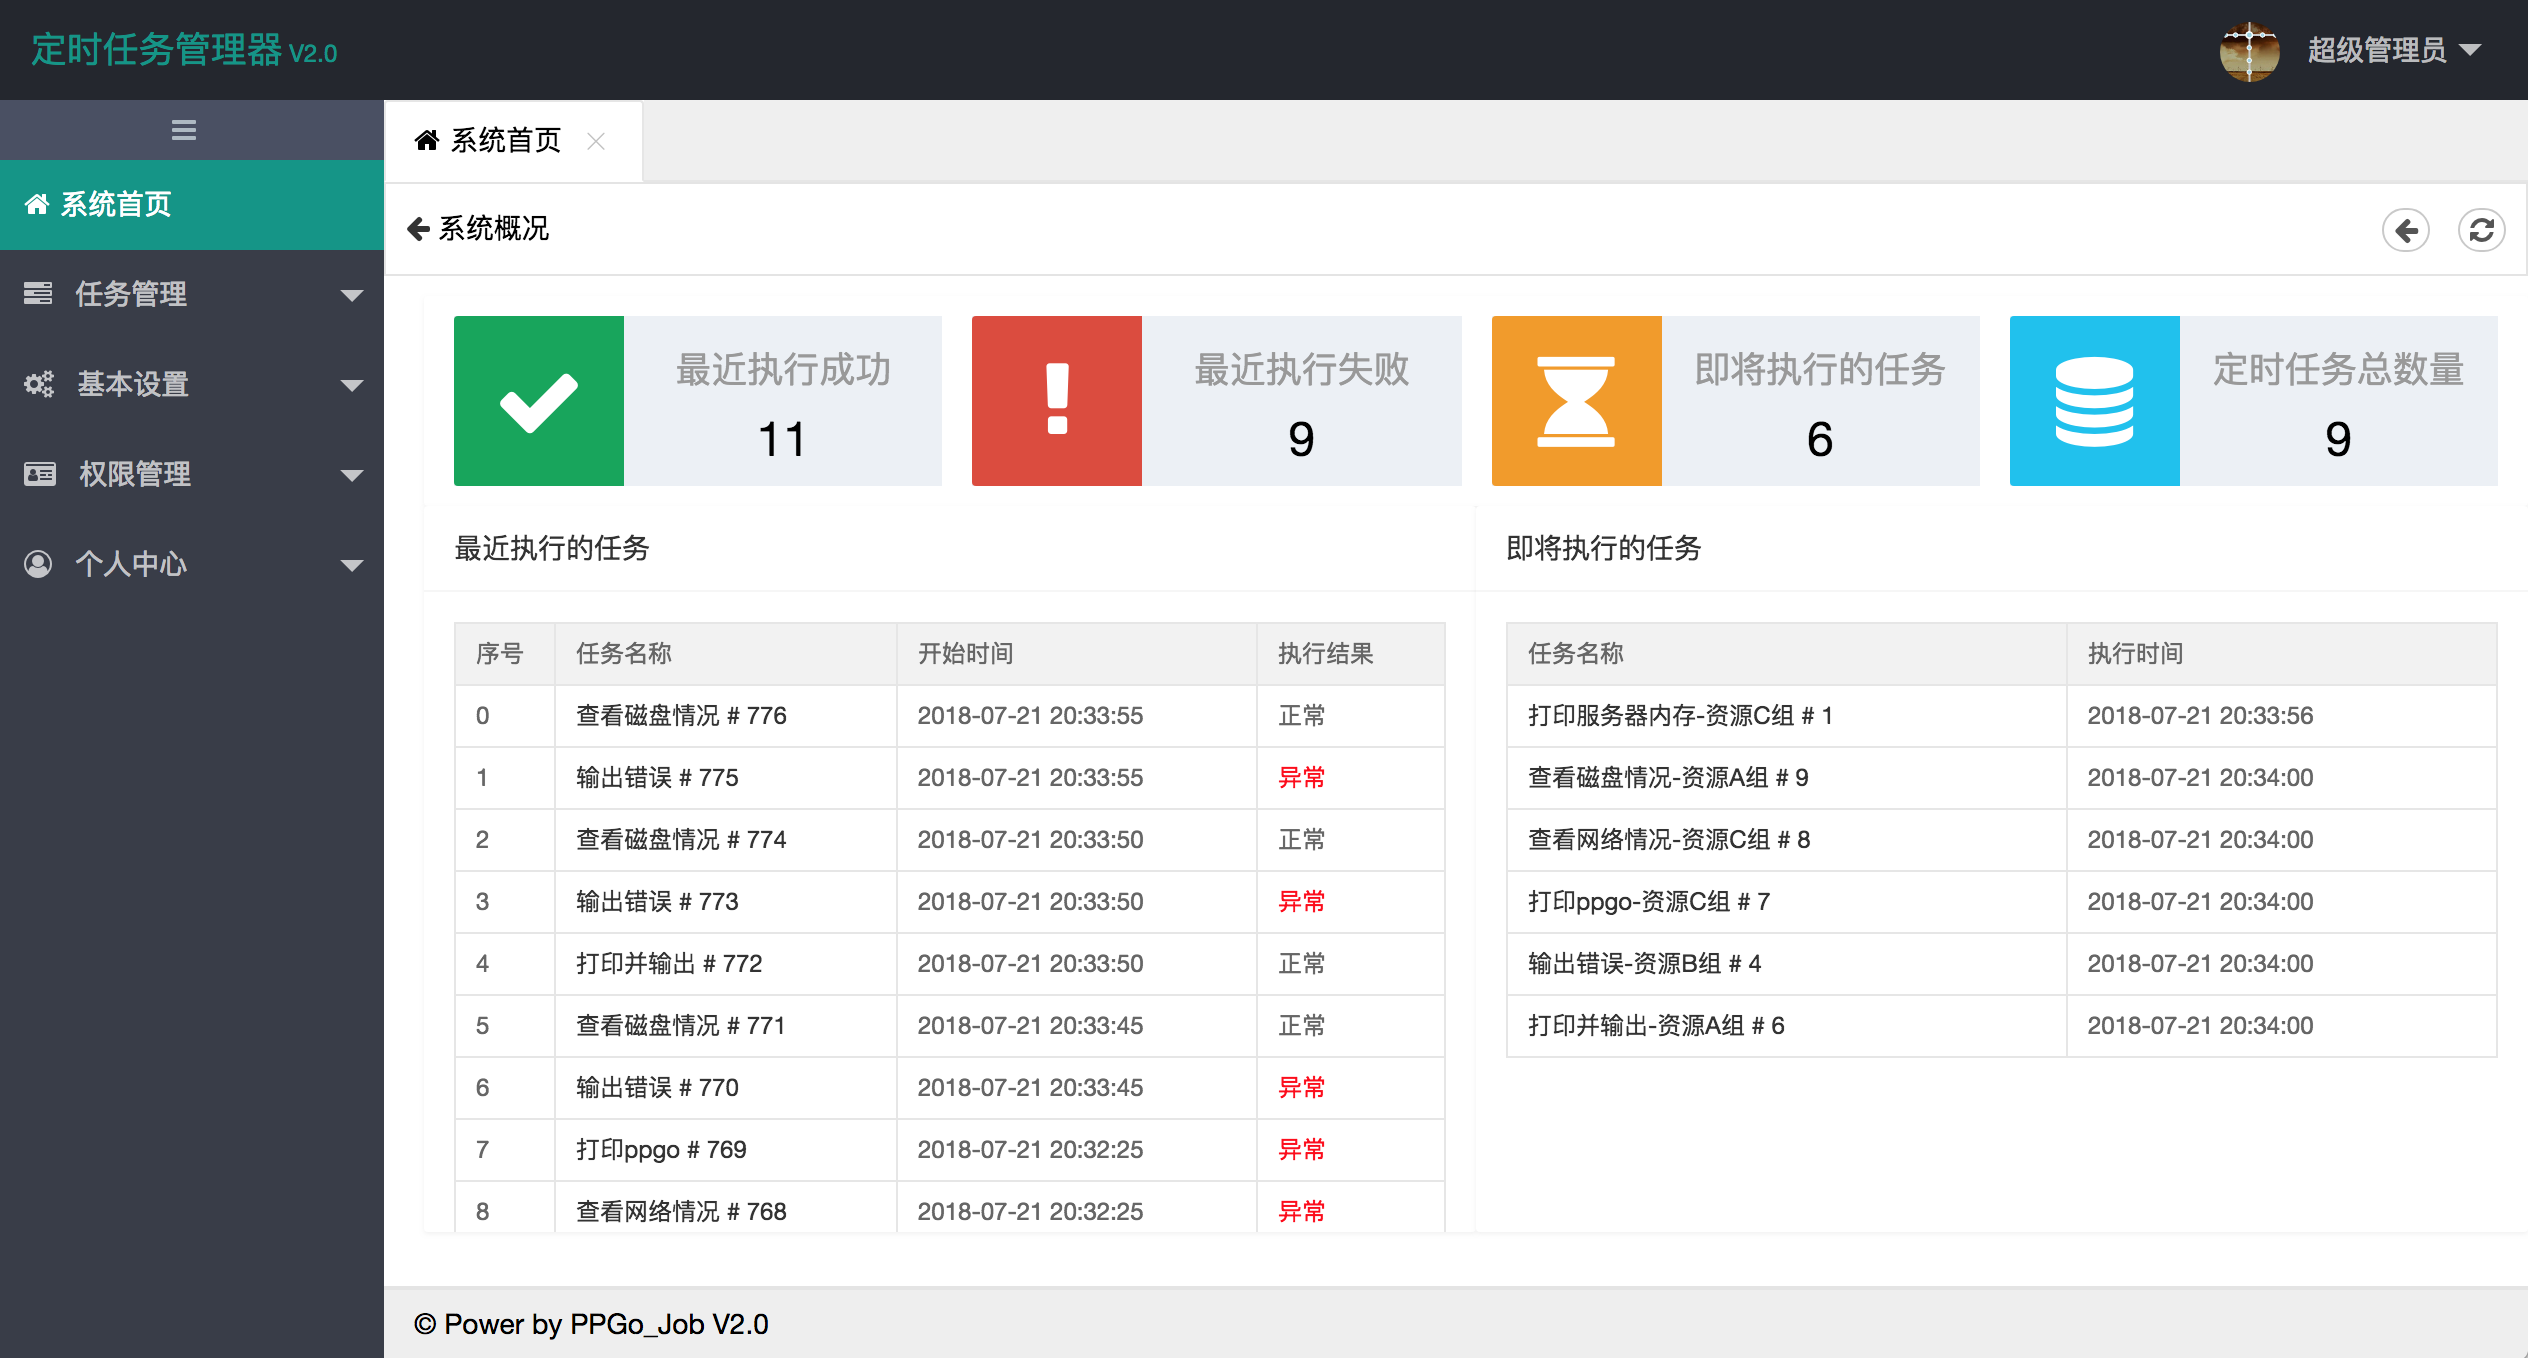 定时任务管理器 V2.0
超级管理员
系统首页
任务管理
基本设置
权限管理
个人中心
系统首页
系统概况
最近执行成功
11
最近执行失败
9
即将执行的任务
6
定时任务总数量
9
最近执行的任务
序号 任务名称 开始时间 执行结果
0 查看磁盘情况 # 776 2018-07-21 20:33:55 正常
1 输出错误 # 775 2018-07-21 20:33:55 异常
2 查看磁盘情况 # 774 2018-07-21 20:33:50 正常
3 输出错误 # 773 2018-07-21 20:33:50 异常
4 打印并输出 # 772 2018-07-21 20:33:50 正常
5 查看磁盘情况 # 771 2018-07-21 20:33:45 正常
6 输出错误 # 770 2018-07-21 20:33:45 异常
7 打印ppgo # 769 2018-07-21 20:32:25 异常
8 查看网络情况 # 768 2018-07-21 20:32:25 异常
即将执行的任务
任务名称 执行时间
打印服务器内存-资源C组 # 1 2018-07-21 20:33:56
查看磁盘情况-资源A组 # 9 2018-07-21 20:34:00
查看网络情况-资源C组 # 8 2018-07-21 20:34:00
打印ppgo-资源C组 # 7 2018-07-21 20:34:00
输出错误-资源B组 # 4 2018-07-21 20:34:00
打印并输出-资源A组 # 6 2018-07-21 20:34:00
© Power by PPGo_Job V2.0